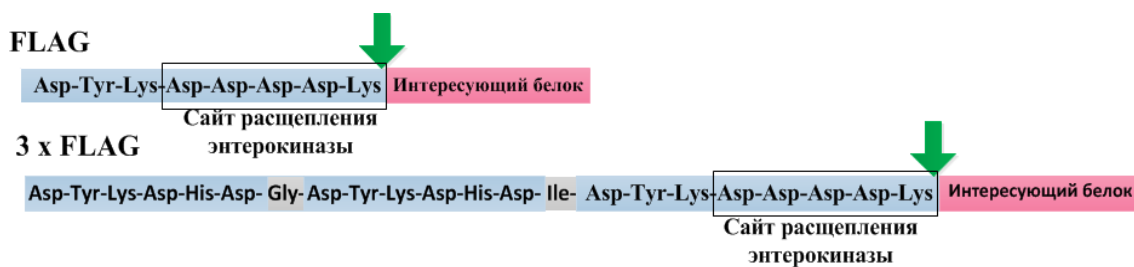 FLAG
Asp-Tyr-Lys-Asp-Asp-Asp-Asp-Lys Интересующий белок
Сайт расщепления
энтерокиназы
3 x FLAG
Asp-Tyr-Lys-Asp-His-Asp- Gly- Asp-Tyr-Lys-Asp-His-Asp- Ile- Asp-Tyr-Lys-Asp-Asp-Asp-Asp-Lys Интересующий белок
Сайт расщепления
энтерокиназы